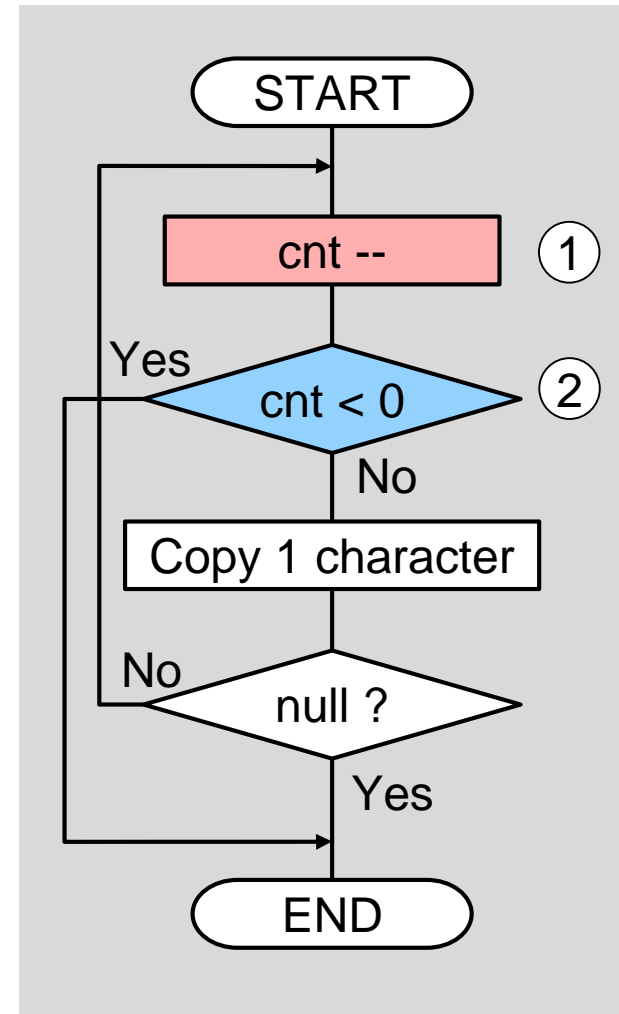 START
cnt --
1
Yes
cnt < 0
2
No
Copy 1 character
No
null ?
Yes
END